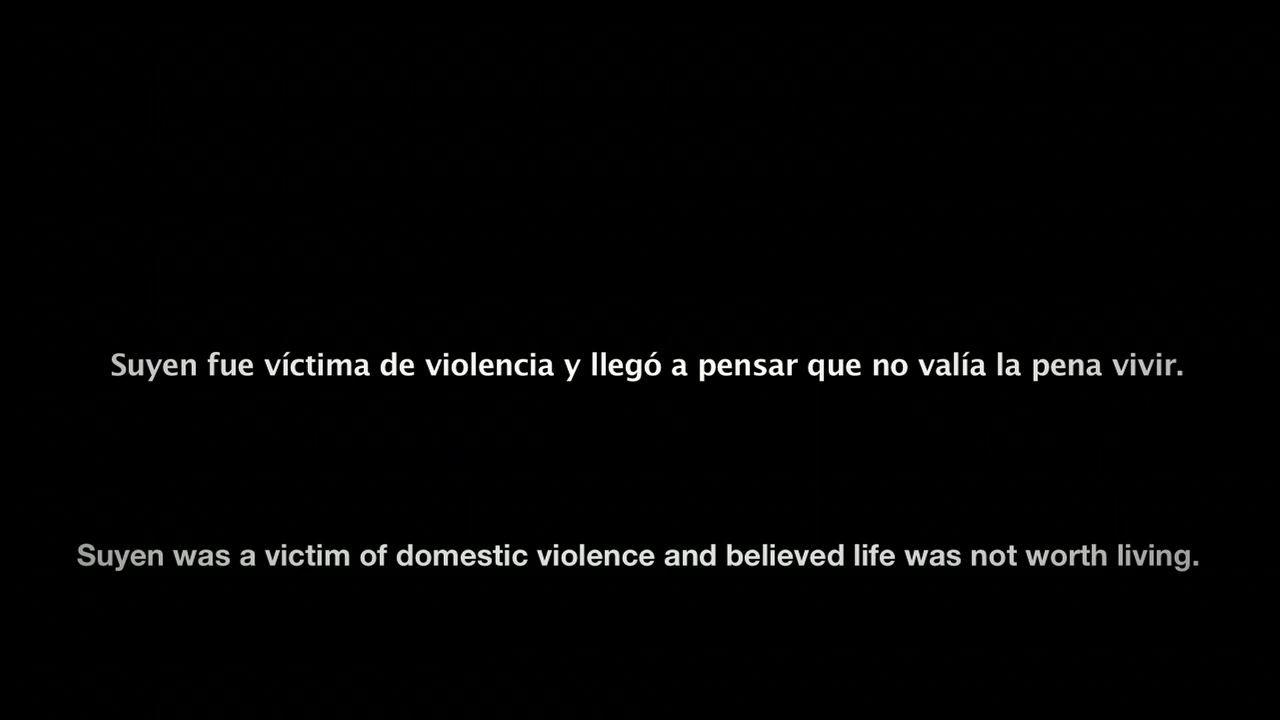 Suyen fue víctima de violencia y llegó a pensar que no valía la pena vivir.
Suyen was a victim of domestic violence and believed life was not worth living.